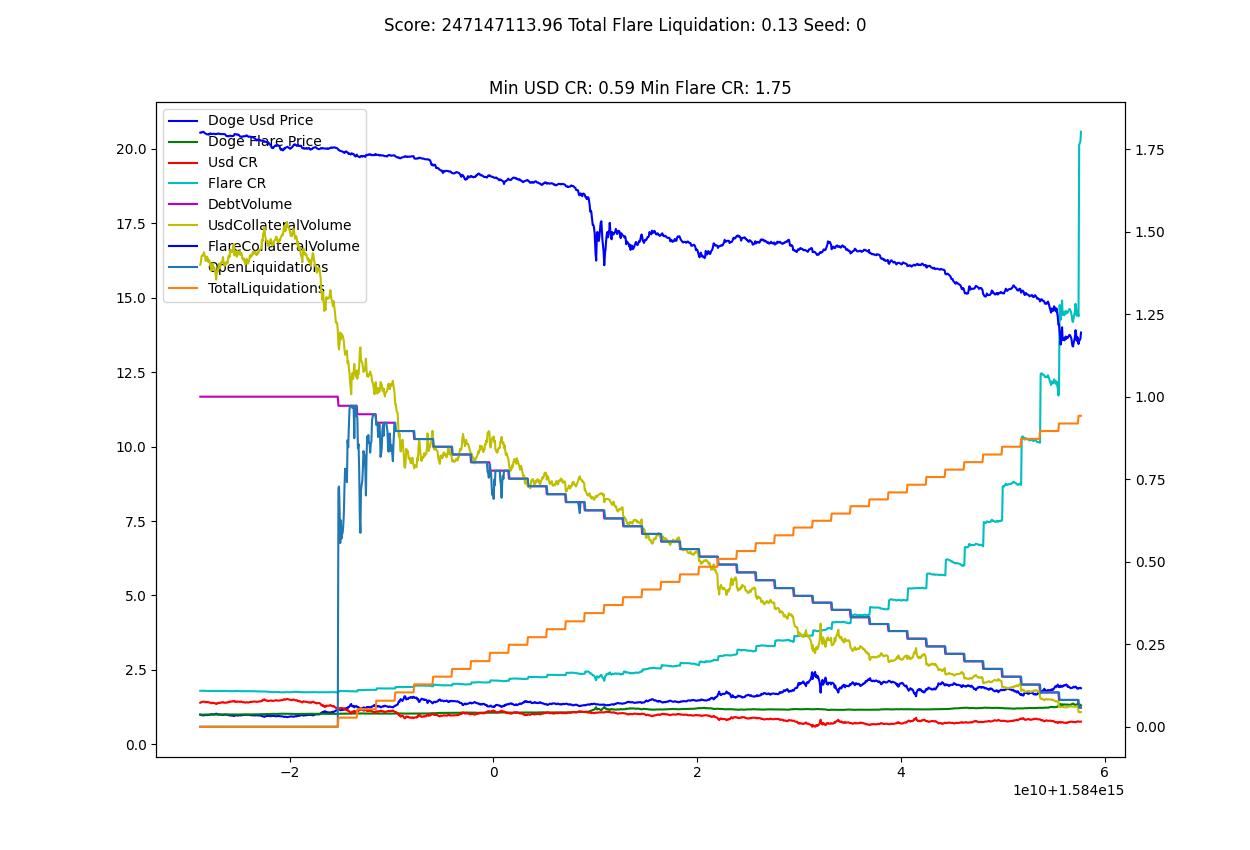 Score: 247147113.96 Total Flare Liquidation: 0.13 Seed: 0
Min USD CR: 0.59 Min Flare CR: 1.75
Doge Usd Price
Doge Flare Price
Usd CR
Flare CR
DebtVolume
UsdCollateralVolume
FlareCollateralVolume
OpenLiquidations
TotalLiquidations
20.0
17.5
15.0
12.5
10.0
7.5
5.0
2.5
0.0
1.75
1.50
1.25
1.00
0.75
0.50
0.25
0.00
−2 0 2 4 6
1e10+1.584e15